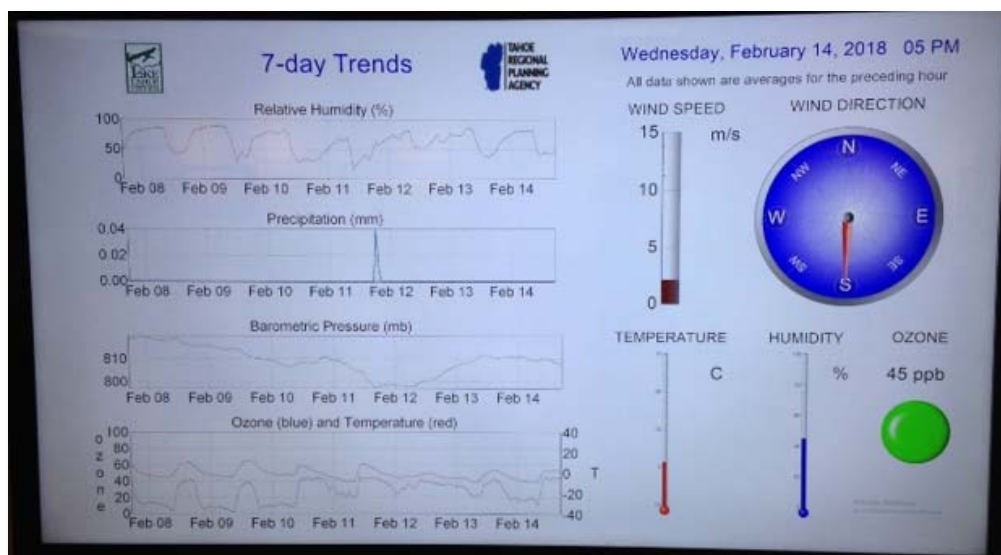 7-day Trends
TAHOE
REGIONAL
PLANNING
AGENCY
Wednesday, February 14, 2018 05 PM
All data shown are averages for the preceding hour
Relative Humidity (%)
100
50
0
Feb 08 Feb 09 Feb 10 Feb 11 Feb 12 Feb 13 Feb 14
Precipitation (mm)
0.04
0.02
0.00
Feb 08 Feb 09 Feb 10 Feb 11 Feb 12 Feb 13 Feb 14
Barometric Pressure (mb)
810
800
Feb 08 Feb 09 Feb 10 Feb 11 Feb 12 Feb 13 Feb 14
Ozone (blue) and Temperature (red)
ozone
100
80
60
40
20
0
40
20
0
-20
-40
T
Feb 08 Feb 09 Feb 10 Feb 11 Feb 12 Feb 13 Feb 14
WIND SPEED
15 m/s
10
5
0
WIND DIRECTION
N
NE
E
SE
S
SW
W
NW
TEMPERATURE
C
HUMIDITY
%
OZONE
45 ppb